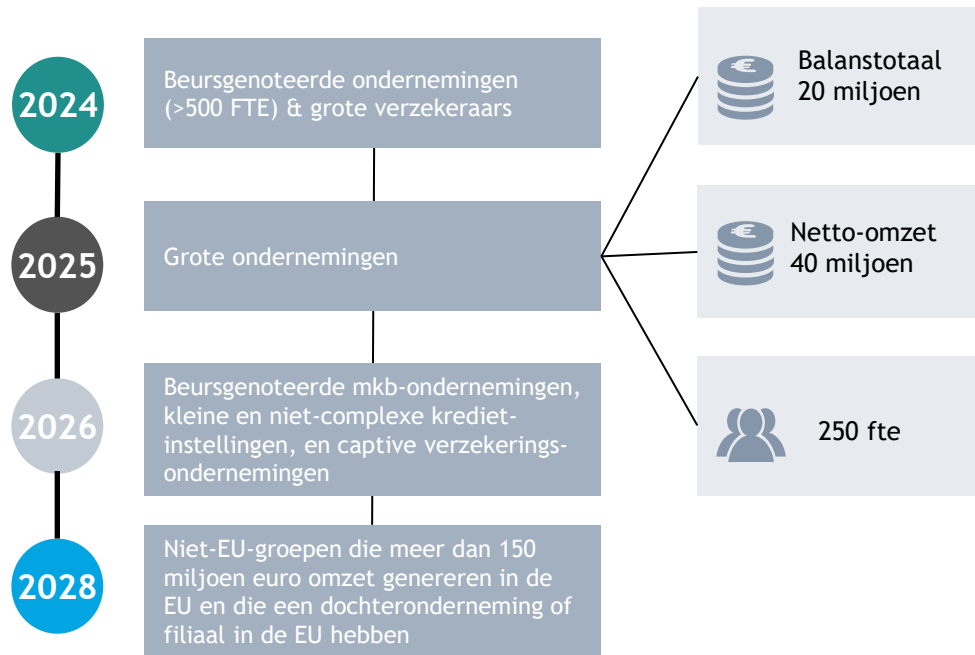 2024
Beursgenoteerde ondernemingen
(>500 FTE) & grote verzekeraars
2025
Grote ondernemingen
Balanstotaal
20 miljoen
Netto-omzet
40 miljoen
250 fte
2026
Beursgenoteerde mkb-ondernemingen,
kleine en niet-complexe krediet-
instellingen, en captive verzekerings-
ondernemingen
2028
Niet-EU-groepen die meer dan 150
miljoen euro omzet genereren in de
EU en die een dochteronderneming of
filiaal in de EU hebben